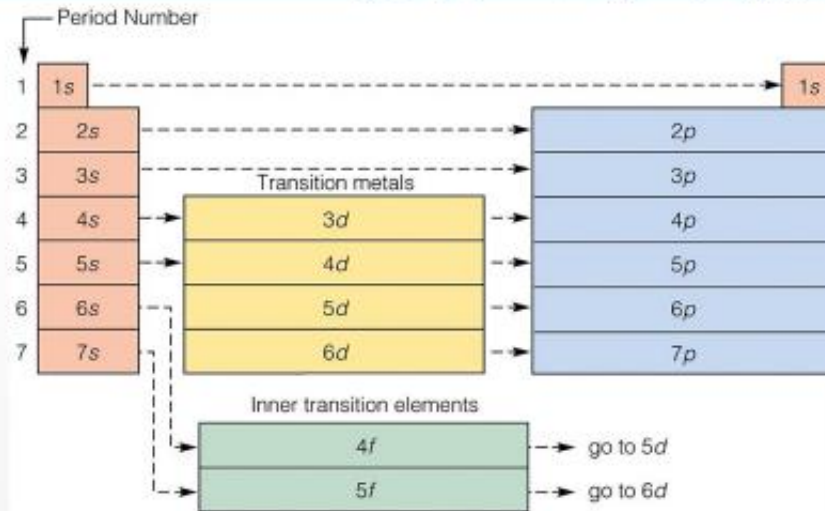 Period Number
1 1s 1s
2 2s 2p
3 3s 3p
Transition metals
4 4s 3d 4p
5 5s 4d 5p
6 6s 5d 6p
7 7s 6d 7p
Inner transition elements
4f go to 5d
5f go to 6d